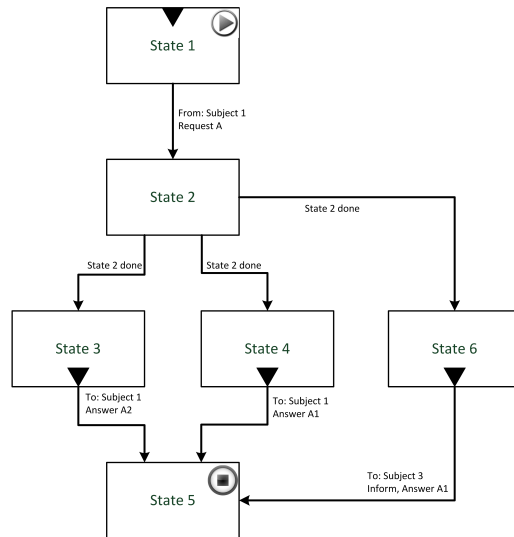 State 1
From: Subject 1
Request A
State 2
State 2 done
State 2 done
State 2 done
State 3
State 4
State 6
To: Subject 1
Answer A2
To: Subject 1
Answer A1
To: Subject 3
Inform, Answer A1
State 5